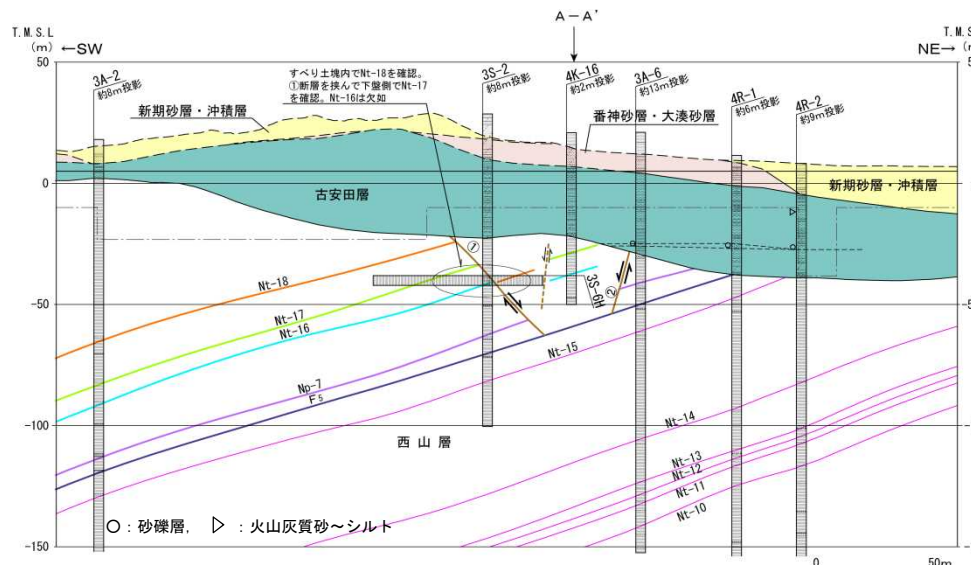 A－A’
T.M.S.L
(m)
←SW
NE→
T.M.S
(m)
50
0
-50
-100
-150
3A-2
約8m投影
すべり土塊内でNt-18を確認。
①断層を挟んで下盤側でNt-17
を確認。Nt-16は欠如
3S-2
約8m投影
4K-16
約2m投影
3A-6
約13m投影
4R-1
約6m投影
4R-2
約9m投影
新期砂層・沖積層
番神砂層・大湊砂層
古安田層
新期砂層・沖積層
①
②
3S-6H
Nt-18
Nt-17
Nt-16
Nt-15
Np-7
F5
Nt-14
西山層
Nt-13
Nt-12
Nt-11
Nt-10
○：砂礫層, ▷：火山灰質砂～シルト
0 50m